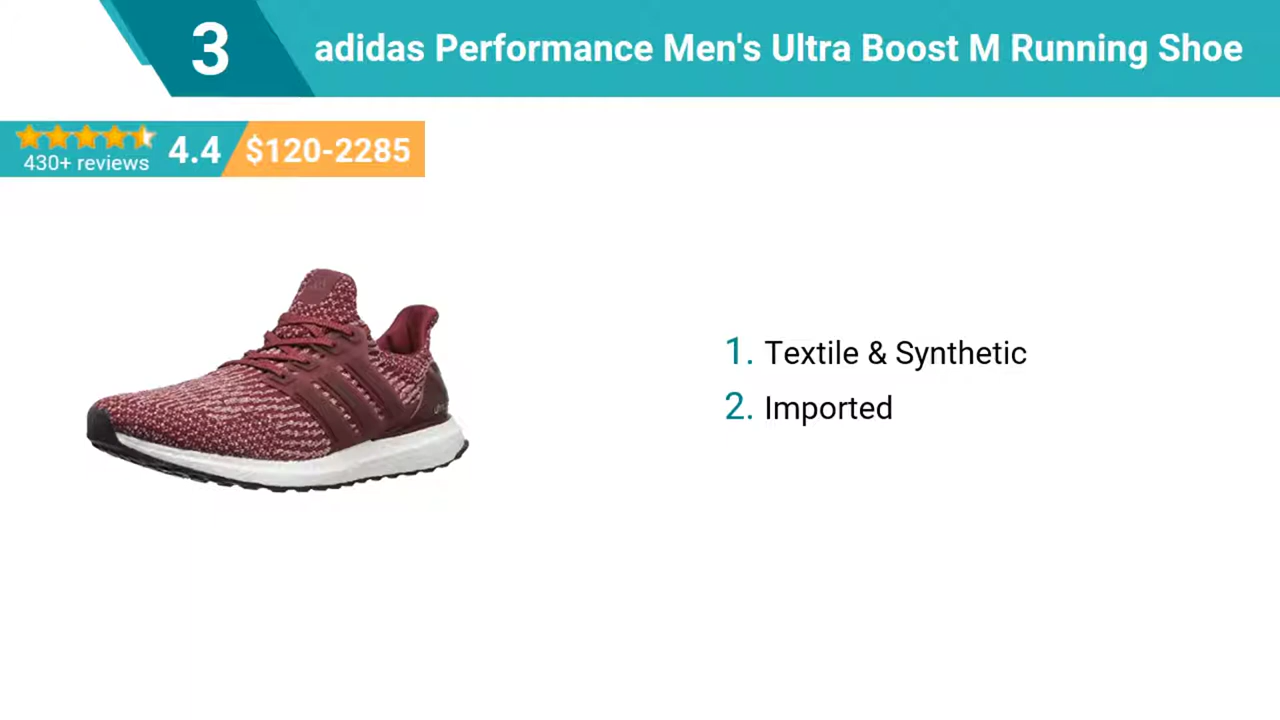 3
adidas Performance Men's Ultra Boost M Running Shoe
430+ reviews
4.4
$120-2285
1. Textile & Synthetic
2. Imported